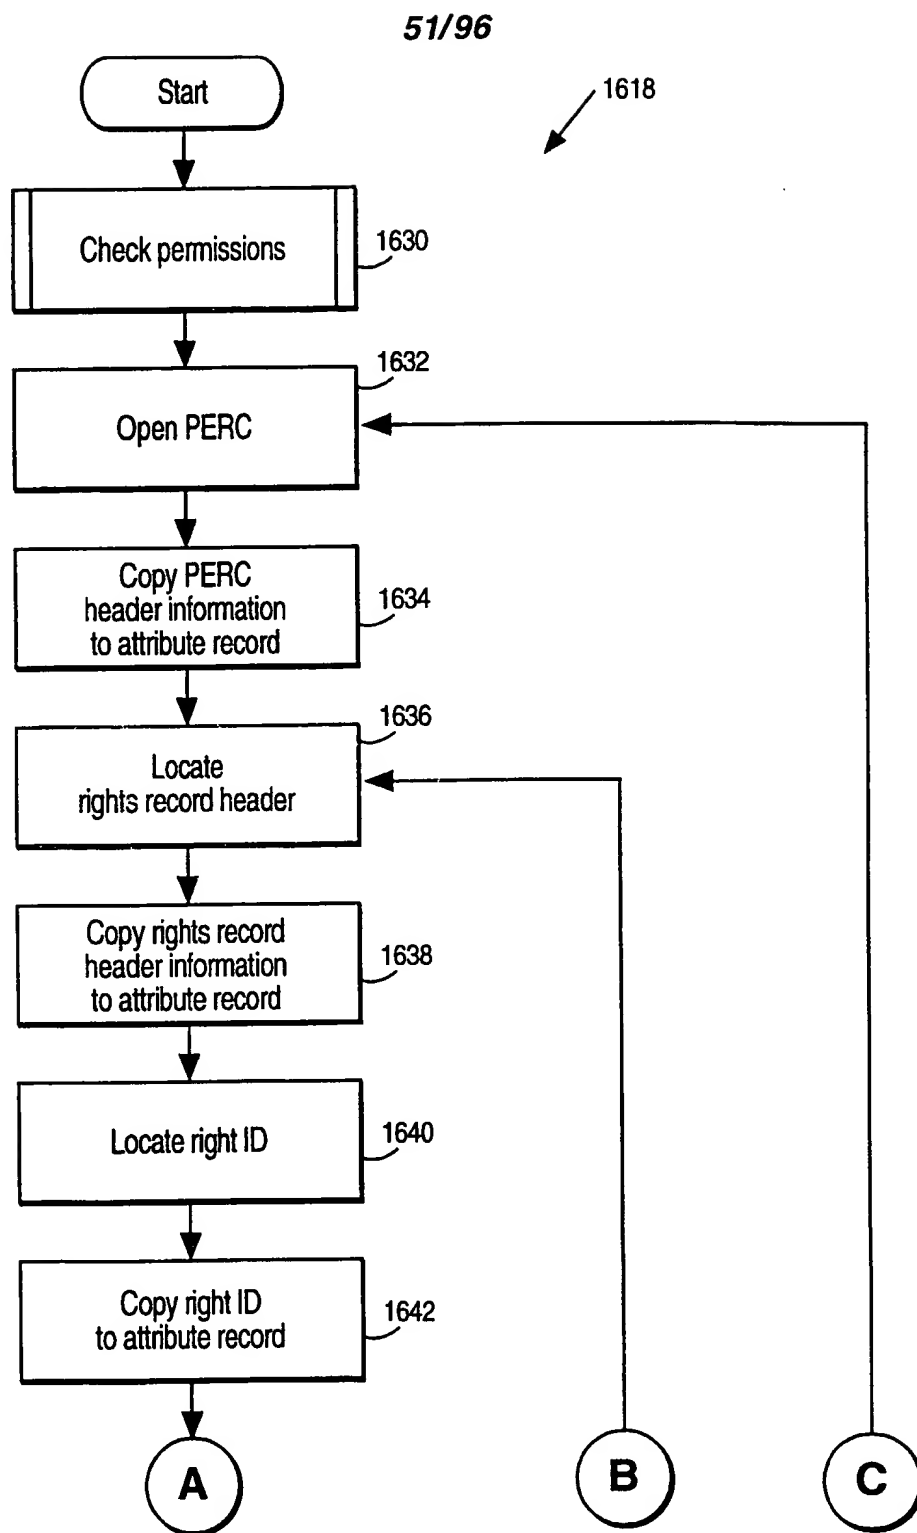 51/96
Start
1618
Check permissions
1630
1632
Open PERC
Copy PERC
header information
to attribute record
1634
1636
Locate
rights record header
Copy rights record
header information
to attribute record
1638
Locate right ID
1640
Copy right ID
to attribute record
1642
A
B
C